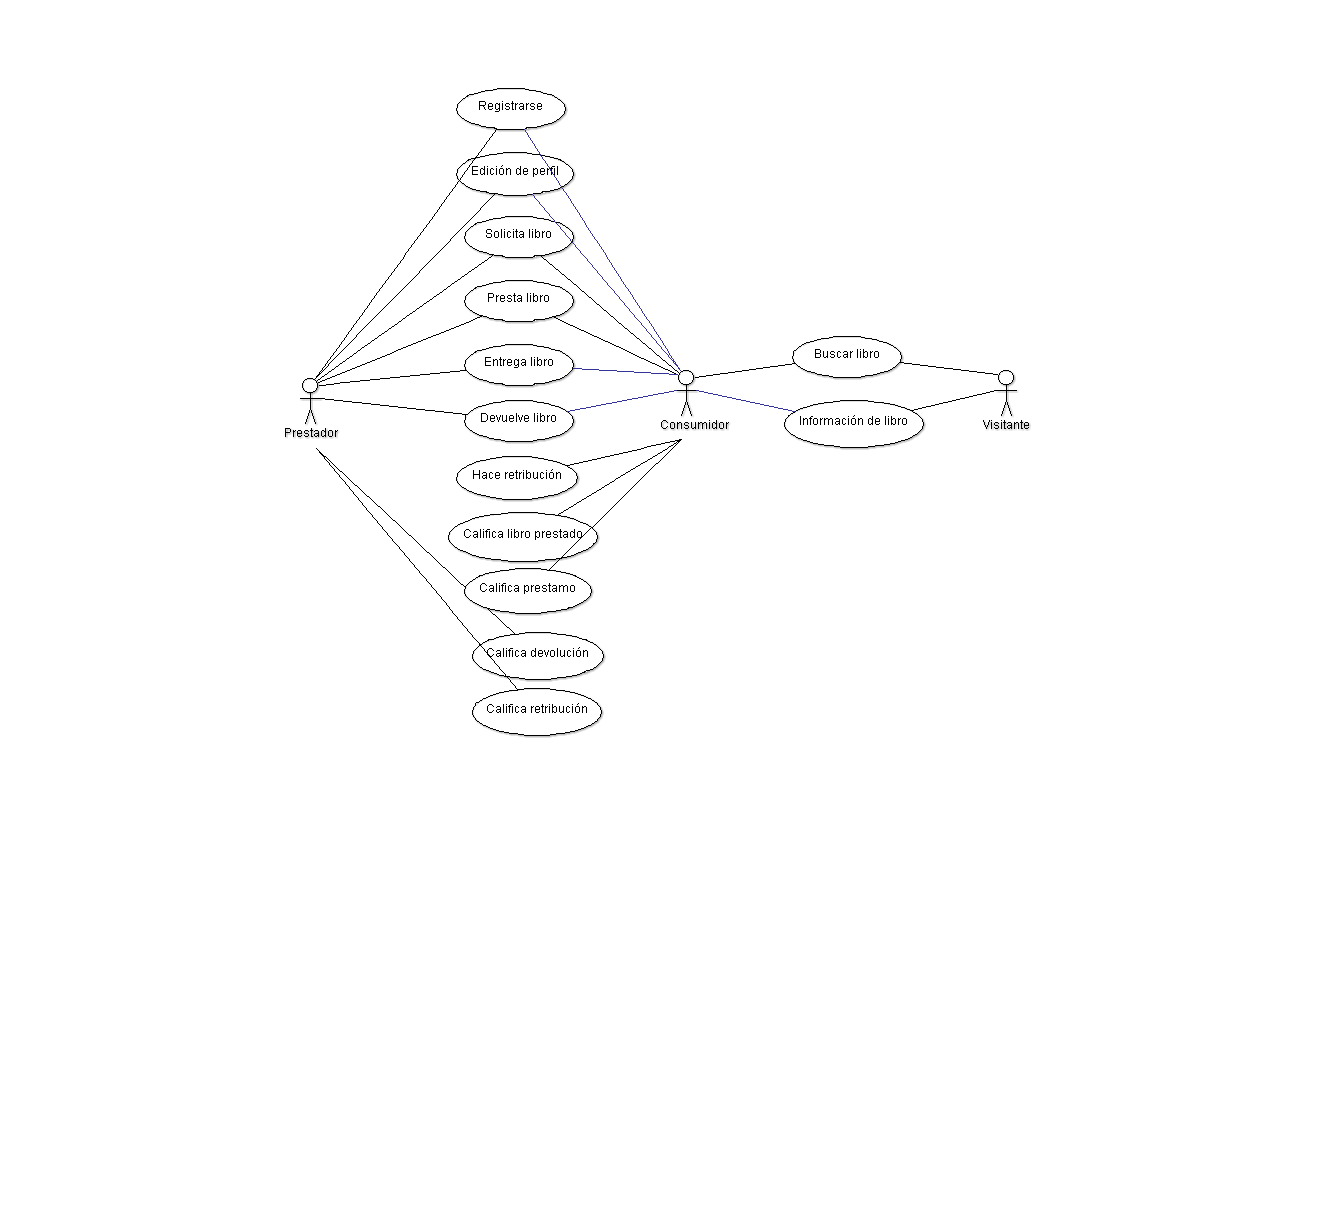 Registrarse
Edición de perfil
Solicita libro
Presta libro
Entrega libro
Devuelve libro
Prestador
Consumidor
Buscar libro
Información de libro
Visitante
Hace retribución
Califica libro prestado
Califica prestamo
Califica devolución
Califica retribución